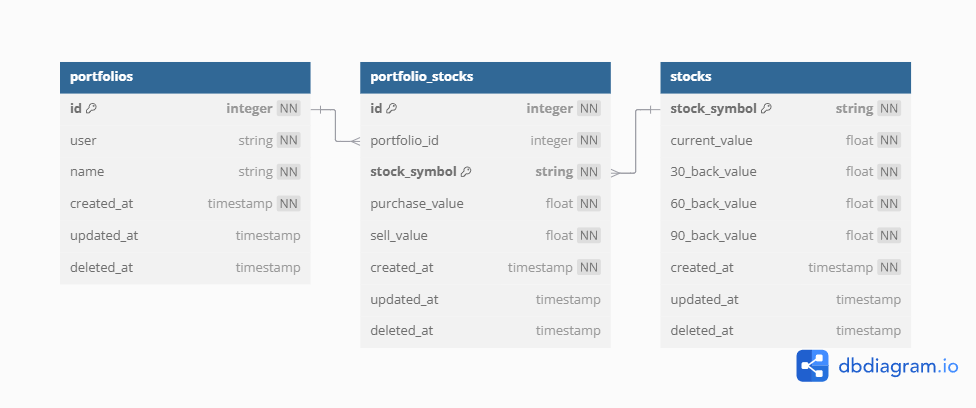 portfolios
id integer NN
user string NN
name string NN
created_at timestamp NN
updated_at timestamp
deleted_at timestamp
portfolio_stocks
id integer NN
portfolio_id integer NN
stock_symbol string NN
purchase_value float NN
sell_value float NN
created_at timestamp NN
updated_at timestamp
deleted_at timestamp
stocks
stock_symbol string NN
current_value float NN
30_back_value float NN
60_back_value float NN
90_back_value float NN
created_at timestamp NN
updated_at timestamp
deleted_at timestamp
dbdiagram.io